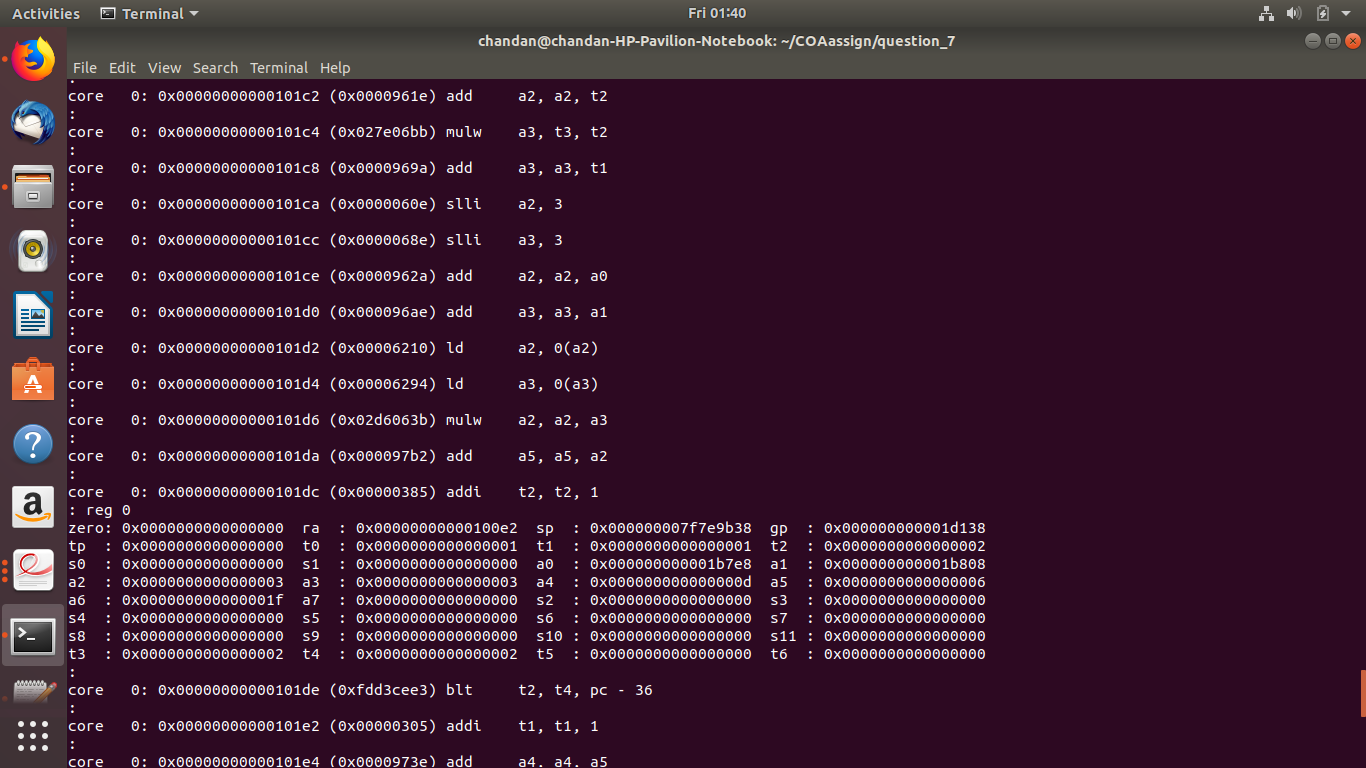 Activities Terminal Fri 01:40
chandan@chandan-HP-Pavilion-Notebook: ~/COAassign/question_7
File Edit View Search Terminal Help
:
core   0: 0x00000000000101c2 (0x0000961e) add     a2, a2, t2
:
core   0: 0x00000000000101c4 (0x027e06bb) mulw    a3, t3, t2
:
core   0: 0x00000000000101c8 (0x0000969a) add     a3, a3, t1
:
core   0: 0x00000000000101ca (0x0000060e) slli    a2, 3
:
core   0: 0x00000000000101cc (0x0000068e) slli    a3, 3
:
core   0: 0x00000000000101ce (0x0000962a) add     a2, a2, a0
:
core   0: 0x00000000000101d0 (0x000096ae) add     a3, a3, a1
:
core   0: 0x00000000000101d2 (0x00006210) ld      a2, 0(a2)
:
core   0: 0x00000000000101d4 (0x00006294) ld      a3, 0(a3)
:
core   0: 0x00000000000101d6 (0x02d6063b) mulw    a2, a2, a3
:
core   0: 0x00000000000101da (0x000097b2) add     a5, a5, a2
:
core   0: 0x00000000000101dc (0x00000385) addi    t2, t2, 1
: reg 0
zero: 0x0000000000000000  ra  : 0x00000000000100e2  sp  : 0x000000007f7e9b38  gp  : 0x000000000001d138
tp  : 0x0000000000000000  t0  : 0x0000000000000001  t1  : 0x0000000000000001  t2  : 0x0000000000000002
s0  : 0x0000000000000000  s1  : 0x0000000000000000  a0  : 0x000000000001b7e8  a1  : 0x000000000001b808
a2  : 0x0000000000000003  a3  : 0x0000000000000003  a4  : 0x000000000000000d  a5  : 0x0000000000000006
a6  : 0x000000000000001f  a7  : 0x0000000000000000  s2  : 0x0000000000000000  s3  : 0x0000000000000000
s4  : 0x0000000000000000  s5  : 0x0000000000000000  s6  : 0x0000000000000000  s7  : 0x0000000000000000
s8  : 0x0000000000000000  s9  : 0x0000000000000000  s10 : 0x0000000000000000  s11 : 0x0000000000000000
t3  : 0x0000000000000002  t4  : 0x0000000000000002  t5  : 0x0000000000000000  t6  : 0x0000000000000000
:
core   0: 0x00000000000101de (0xfdd3cee3) blt     t2, t4, pc - 36
:
core   0: 0x00000000000101e2 (0x00000305) addi    t1, t1, 1
:
core   0: 0x00000000000101e4 (0x0000973e) add     a4, a4, a5